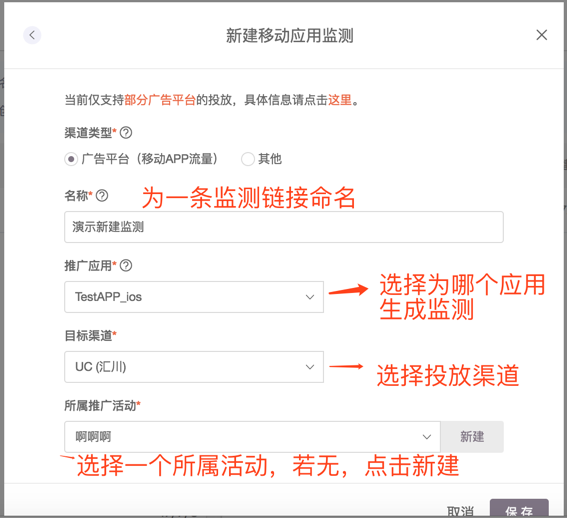 新建移动应用监测
当前仅支持部分广告平台的投放，具体信息请点击这里。
渠道类型*
广告平台（移动APP流量） 其他
名称* 为一条监测链接命名
演示新建监测
推广应用*
TestAPP_ios 选择为哪个应用
生成监测
目标渠道*
UC (汇川) 选择投放渠道
所属推广活动*
啊啊啊 新建
选择一个所属活动，若无，点击新建
取消 保存